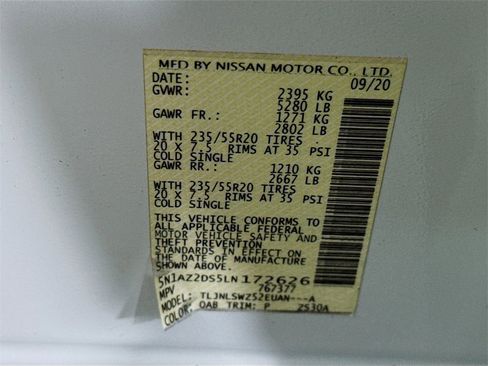 MFD BY NISSAN MOTOR CO., LTD.
DATE: 09/20
GVWR: 2395 KG
5280 LB
GAWR FR.: 1271 KG
2802 LB
WITH 235/55R20 TIRES
20 X 7.5 RIMS AT 35 PSI
COLD SINGLE
GAWR RR.: 1210 KG
2667 LB
WITH 235/55R20 TIRES
20 X 7.5 RIMS AT 35 PSI
COLD SINGLE
THIS VEHICLE CONFORMS TO
ALL APPLICABLE FEDERAL
MOTOR VEHICLE SAFETY AND
THEFT PREVENTION
STANDARDS IN EFFECT ON THE
DATE OF MANUFACTURE
SHOWN ABOVE.
5N1AZ2DS5LN172626
MPV 767377
MODEL: TLJNLSWZ52EUAN---A
COLOR: QAB TRIM: P 2530A